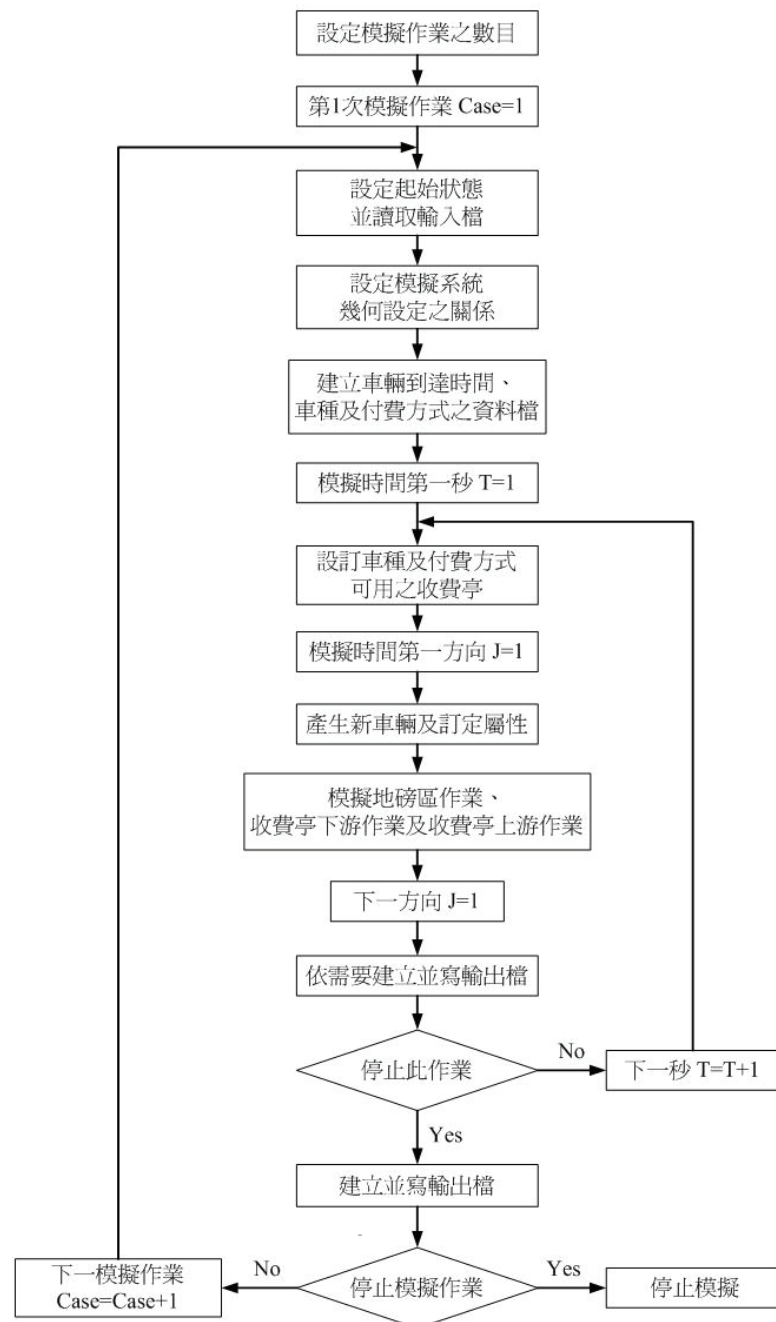 設定模擬作業之數目
第1次模擬作業 Case=1
設定起始狀態
並讀取輸入檔
設定模擬系統
幾何設定之關係
建立車輛到達時間、
車種及付費方式之資料檔
模擬時間第一秒 T=1
設訂車種及付費方式
可用之收費亭
模擬時間第一方向 J=1
產生新車輛及訂定屬性
模擬地磅區作業、
收費亭下游作業及收費亭上游作業
下一方向 J=1
依需要建立並寫輸出檔
停止此作業
No
下一秒 T=T+1
Yes
建立並寫輸出檔
停止模擬作業
No
下一模擬作業
Case=Case+1
Yes
停止模擬